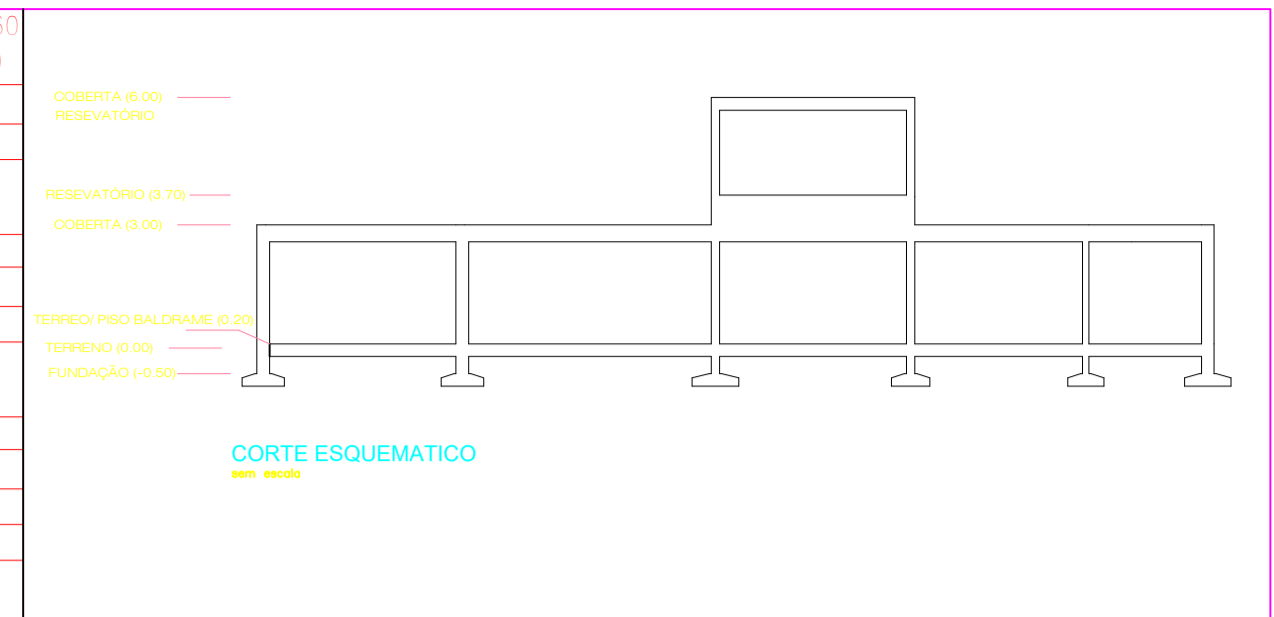 COBERTA (6.00)
RESEVATÓRIO
RESEVATÓRIO (3.70)
COBERTA (3.00)
TERREO/ PISO BALDRAME (0.20)
TERRENO (0.00)
FUNDAÇÃO (-0.50)
CORTE ESQUEMATICO
sem escala